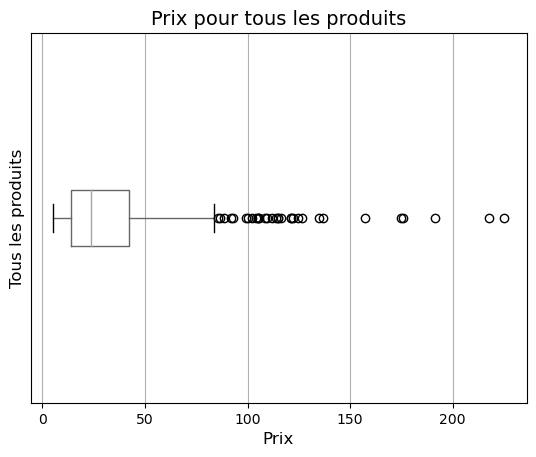 Prix pour tous les produits
Tous les produits
0 50 100 150 200
Prix